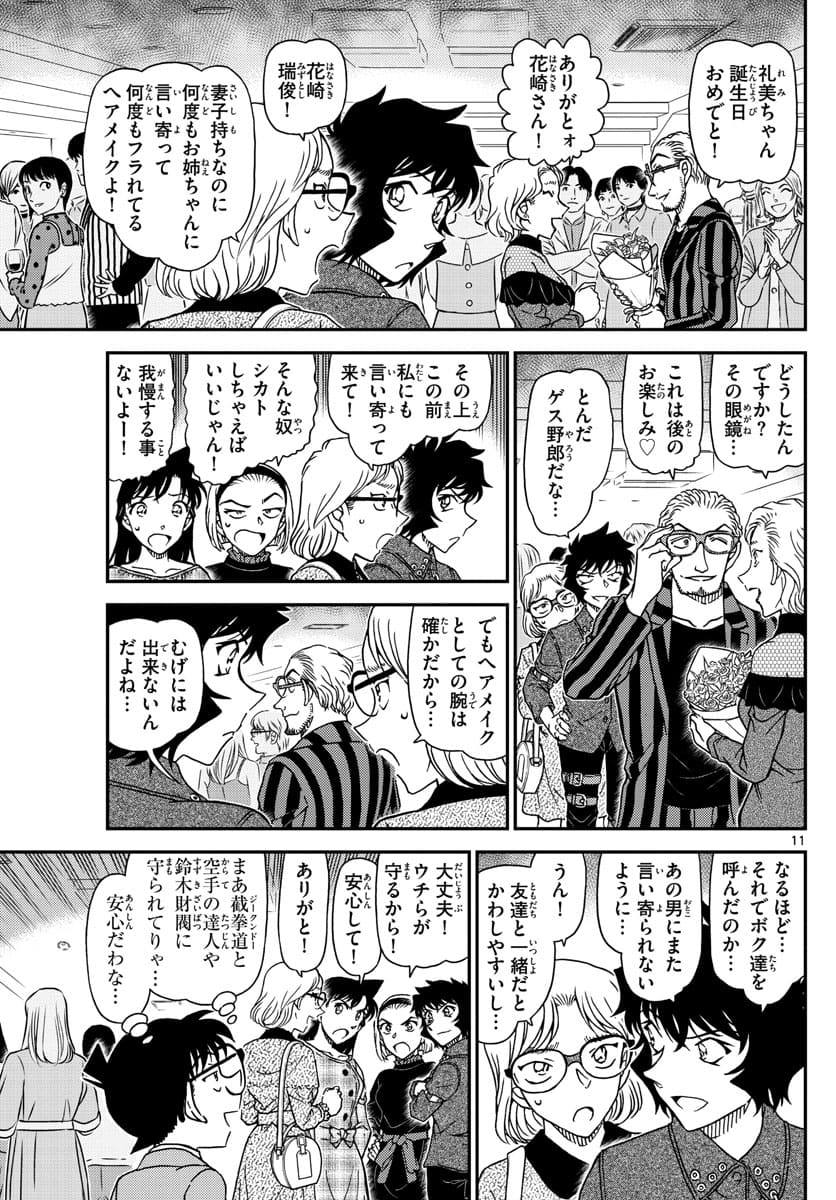 礼美ちゃん
誕生日
おめでと!
ありがとォ
花崎さん!
花崎
瑞俊!
妻子持ちなのに
何度もお姉ちゃんに
言い寄って
何度もフラれてる
ヘアメイクよ!
どうしたん
ですか?
その眼鏡…
これは後の
お楽しみ♡
とんだ
ゲス野郎
だな…
その上
この前
私にも
言い寄って
来て!
そんな奴
シカト
しちゃえば
いいじゃん!
我慢する事
ないよー!
でもヘアメイク
としての腕は
確かだから…
むげには
出来ないん
だよね…
11
なるほど…
それでボク達を
呼んだのか…
あの男にまた
言い寄られない
ように…
うん!
友達と一緒だと
かわしやすいし…
大丈夫!
ウチらが
守るから!
安心して!
ありがと!
まあ截拳道と
空手の達人や
鈴木財閥に
守られてりゃ…
安心だわな…